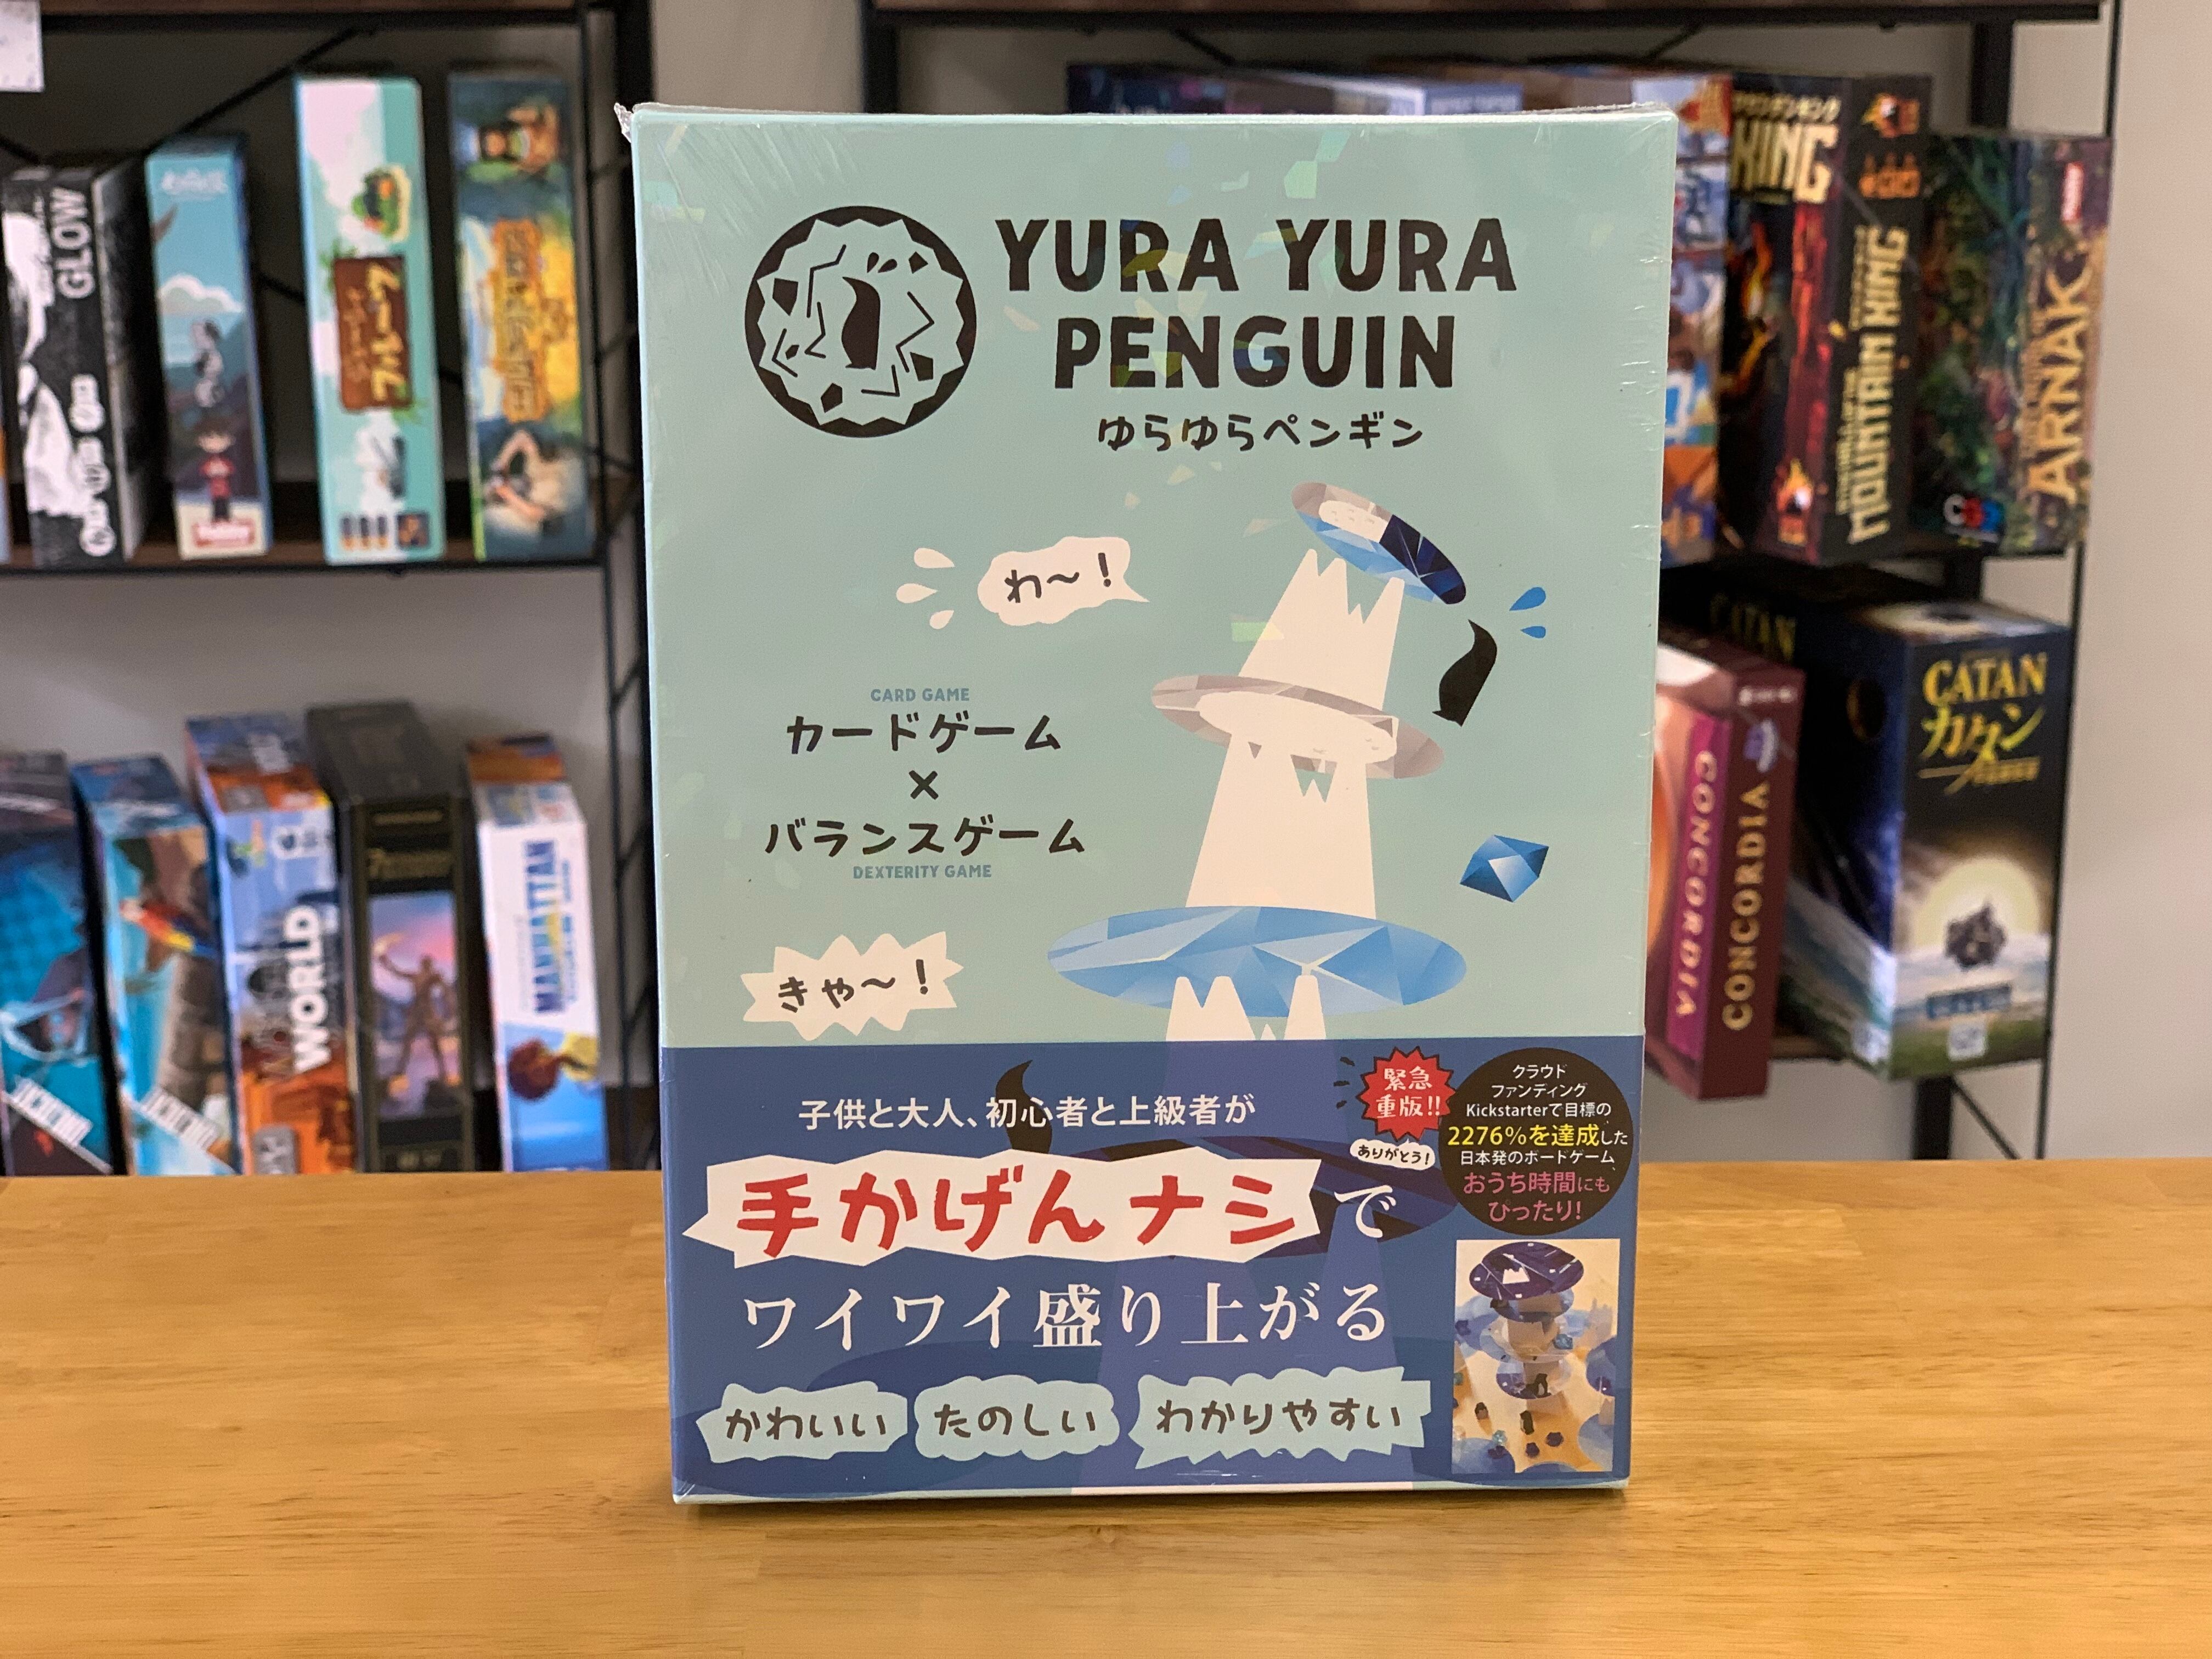 YURA YURA
PENGUIN
ゆらゆらペンギン
わ〜!
CARD GAME
カードゲーム
×
バランスゲーム
DEXTERITY GAME
きゃ〜!
子供と大人、初心者と上級者が
手かげんナシで
ワイワイ盛り上がる
かわいい
たのしい
わかりやすい
緊急
重版!!
ありがとう!
クラウド
ファンディング
Kickstarterで目標の
2276%を達成した
日本発のボードゲーム
おうち時間にも
ぴったり!
GLOW
WORLD
MANHATTAN
KING
MOUNTAIN KING
ARNAK
CONCORDIA
CONCORDIA
CATAN
CATAN
カタン